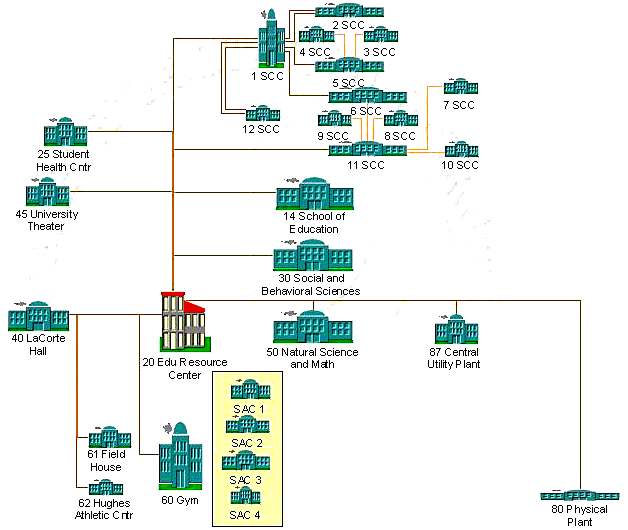 2 SCC
4 SCC
3 SCC
1 SCC
5 SCC
6 SCC
7 SCC
12 SCC
9 SCC
8 SCC
11 SCC
10 SCC
25 Student
Health Cntr
45 University
Theater
14 School of
Education
30 Social and
Behavioral Sciences
40 LaCorte
Hall
20 Edu Resource
Center
50 Natural Science
and Math
87 Central
Utility Plant
SAC 1
SAC 2
SAC 3
SAC 4
61 Field
House
62 Hughes
Athletic Cntr
60 Gym
80 Physical
Plant